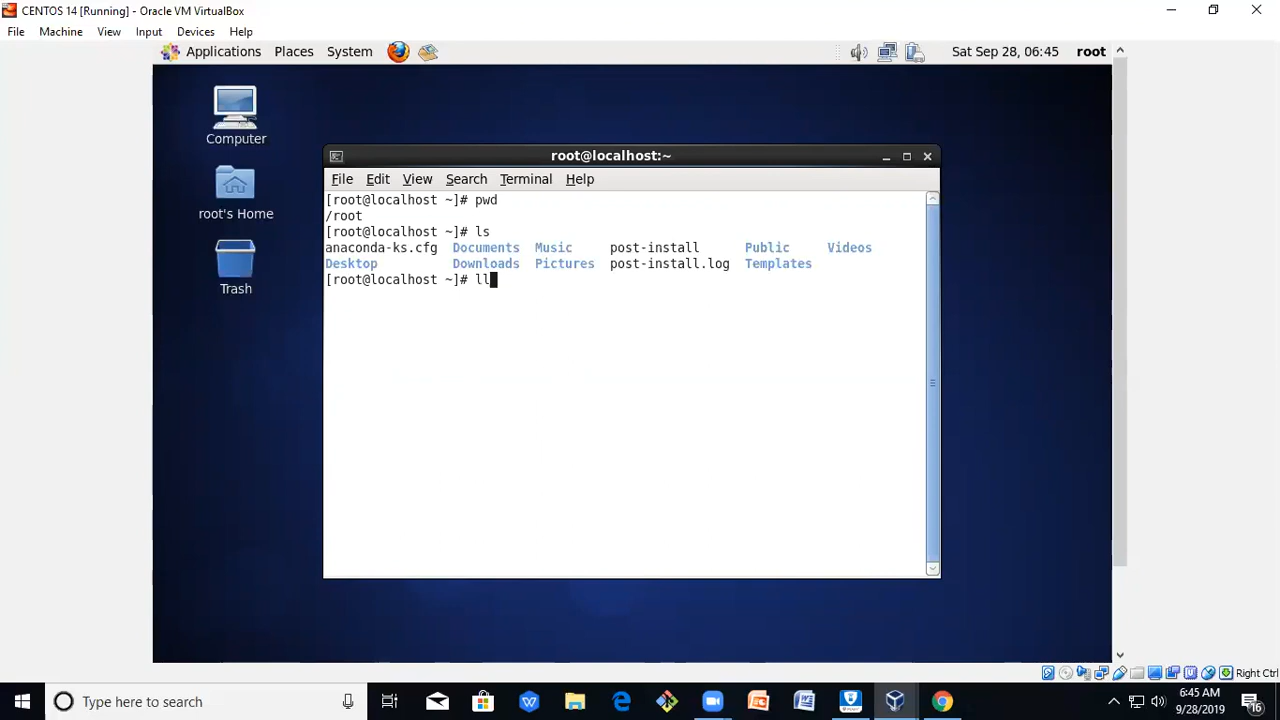 CENTOS 14 [Running] - Oracle VM VirtualBox
File Machine View Input Devices Help
Applications Places System Sat Sep 28, 06:45 root
Computer
root's Home
Trash
root@localhost:~
File Edit View Search Terminal Help
[root@localhost ~]# pwd
/root
[root@localhost ~]# ls
anaconda-ks.cfg Documents Music post-install Public Videos
Desktop Downloads Pictures post-install.log Templates
[root@localhost ~]# ll
Right Ctrl
Type here to search
6:45 AM
9/28/2019
16